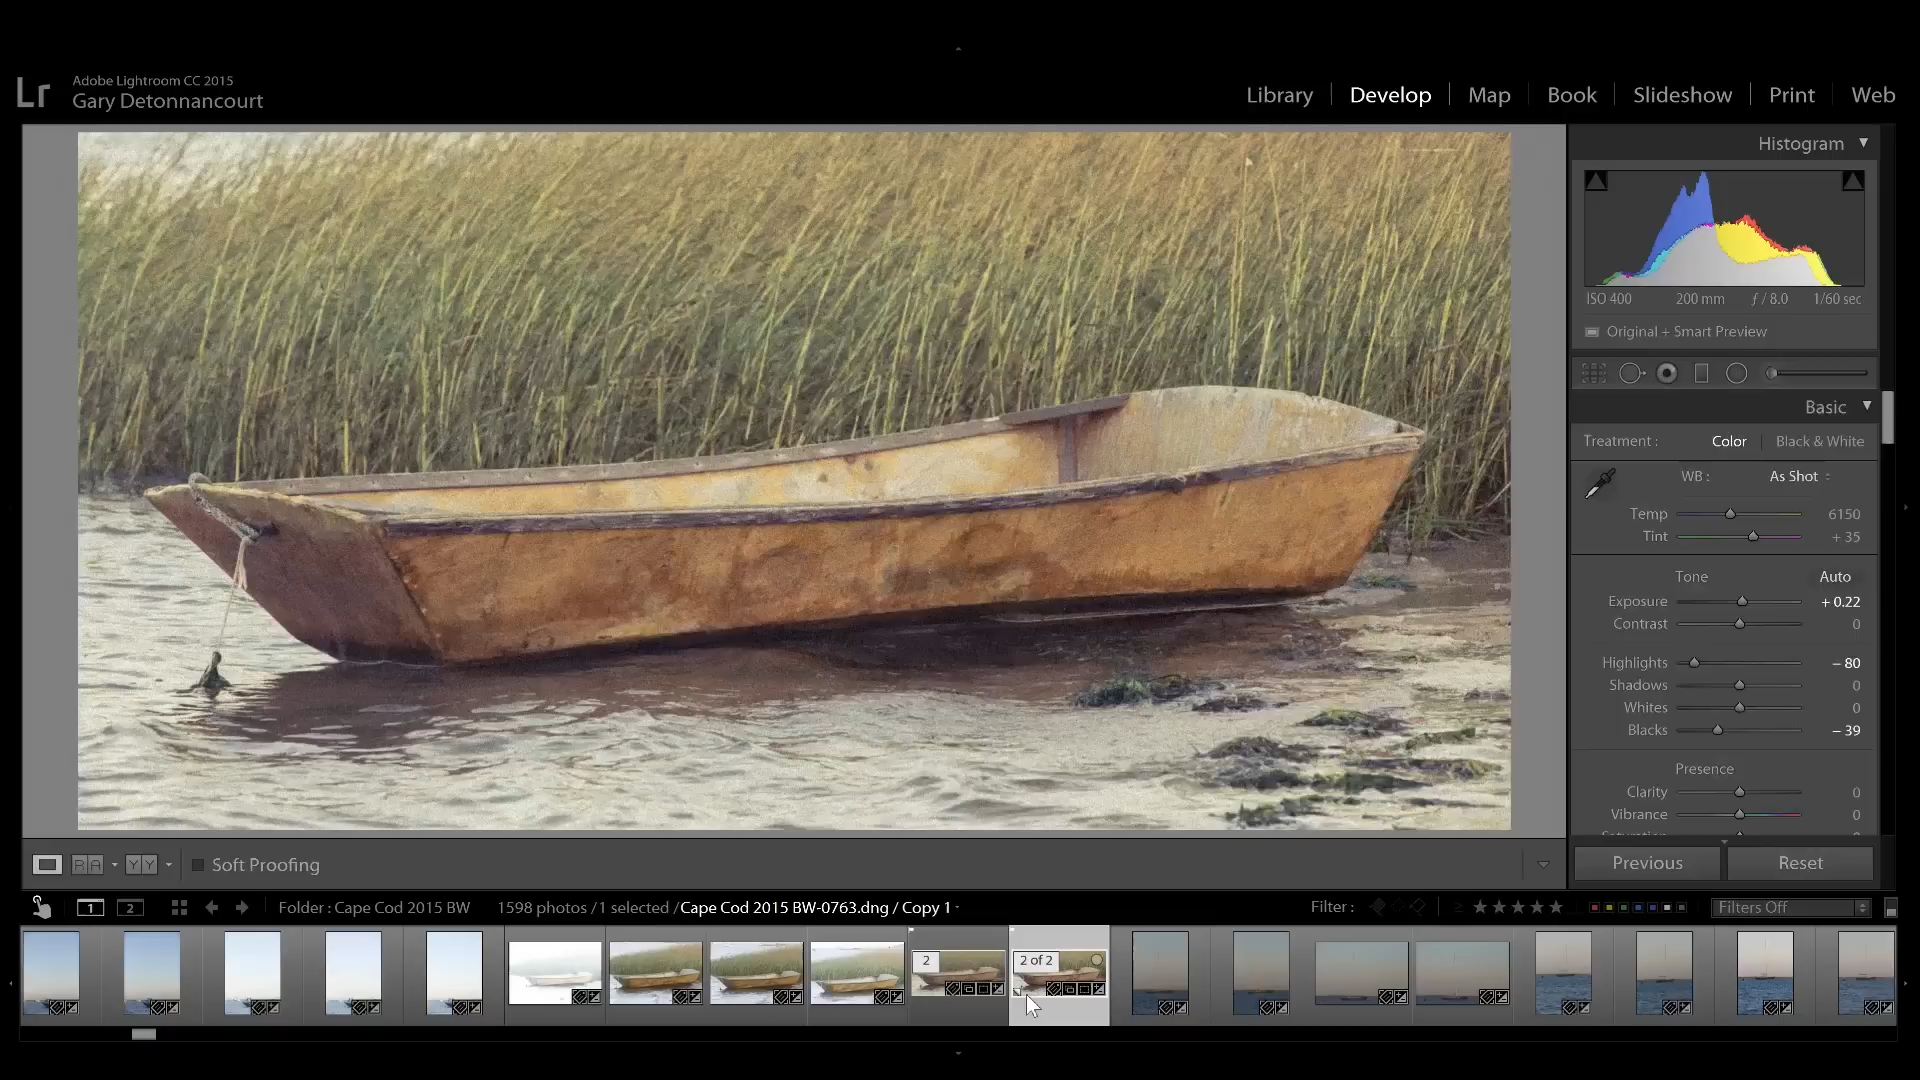 Lr
Adobe Lightroom CC 2015
Gary Detonnancourt
Library
Develop
Map
Book
Slideshow
Print
Web
Histogram
ISO 400 200 mm ƒ / 8.0 1/60 sec
Original + Smart Preview
Basic
Treatment : Color Black & White
WB : As Shot
Temp 6150
Tint + 35
Tone Auto
Exposure + 0.22
Contrast 0
Highlights – 80
Shadows 0
Whites 0
Blacks – 39
Presence
Clarity 0
Vibrance 0
Saturation 0
Previous Reset
R A Y Y Soft Proofing
1 2 Folder : Cape Cod 2015 BW 1598 photos / 1 selected / Cape Cod 2015 BW-0763.dng / Copy 1
Filter : Filters Off
2
2 of 2